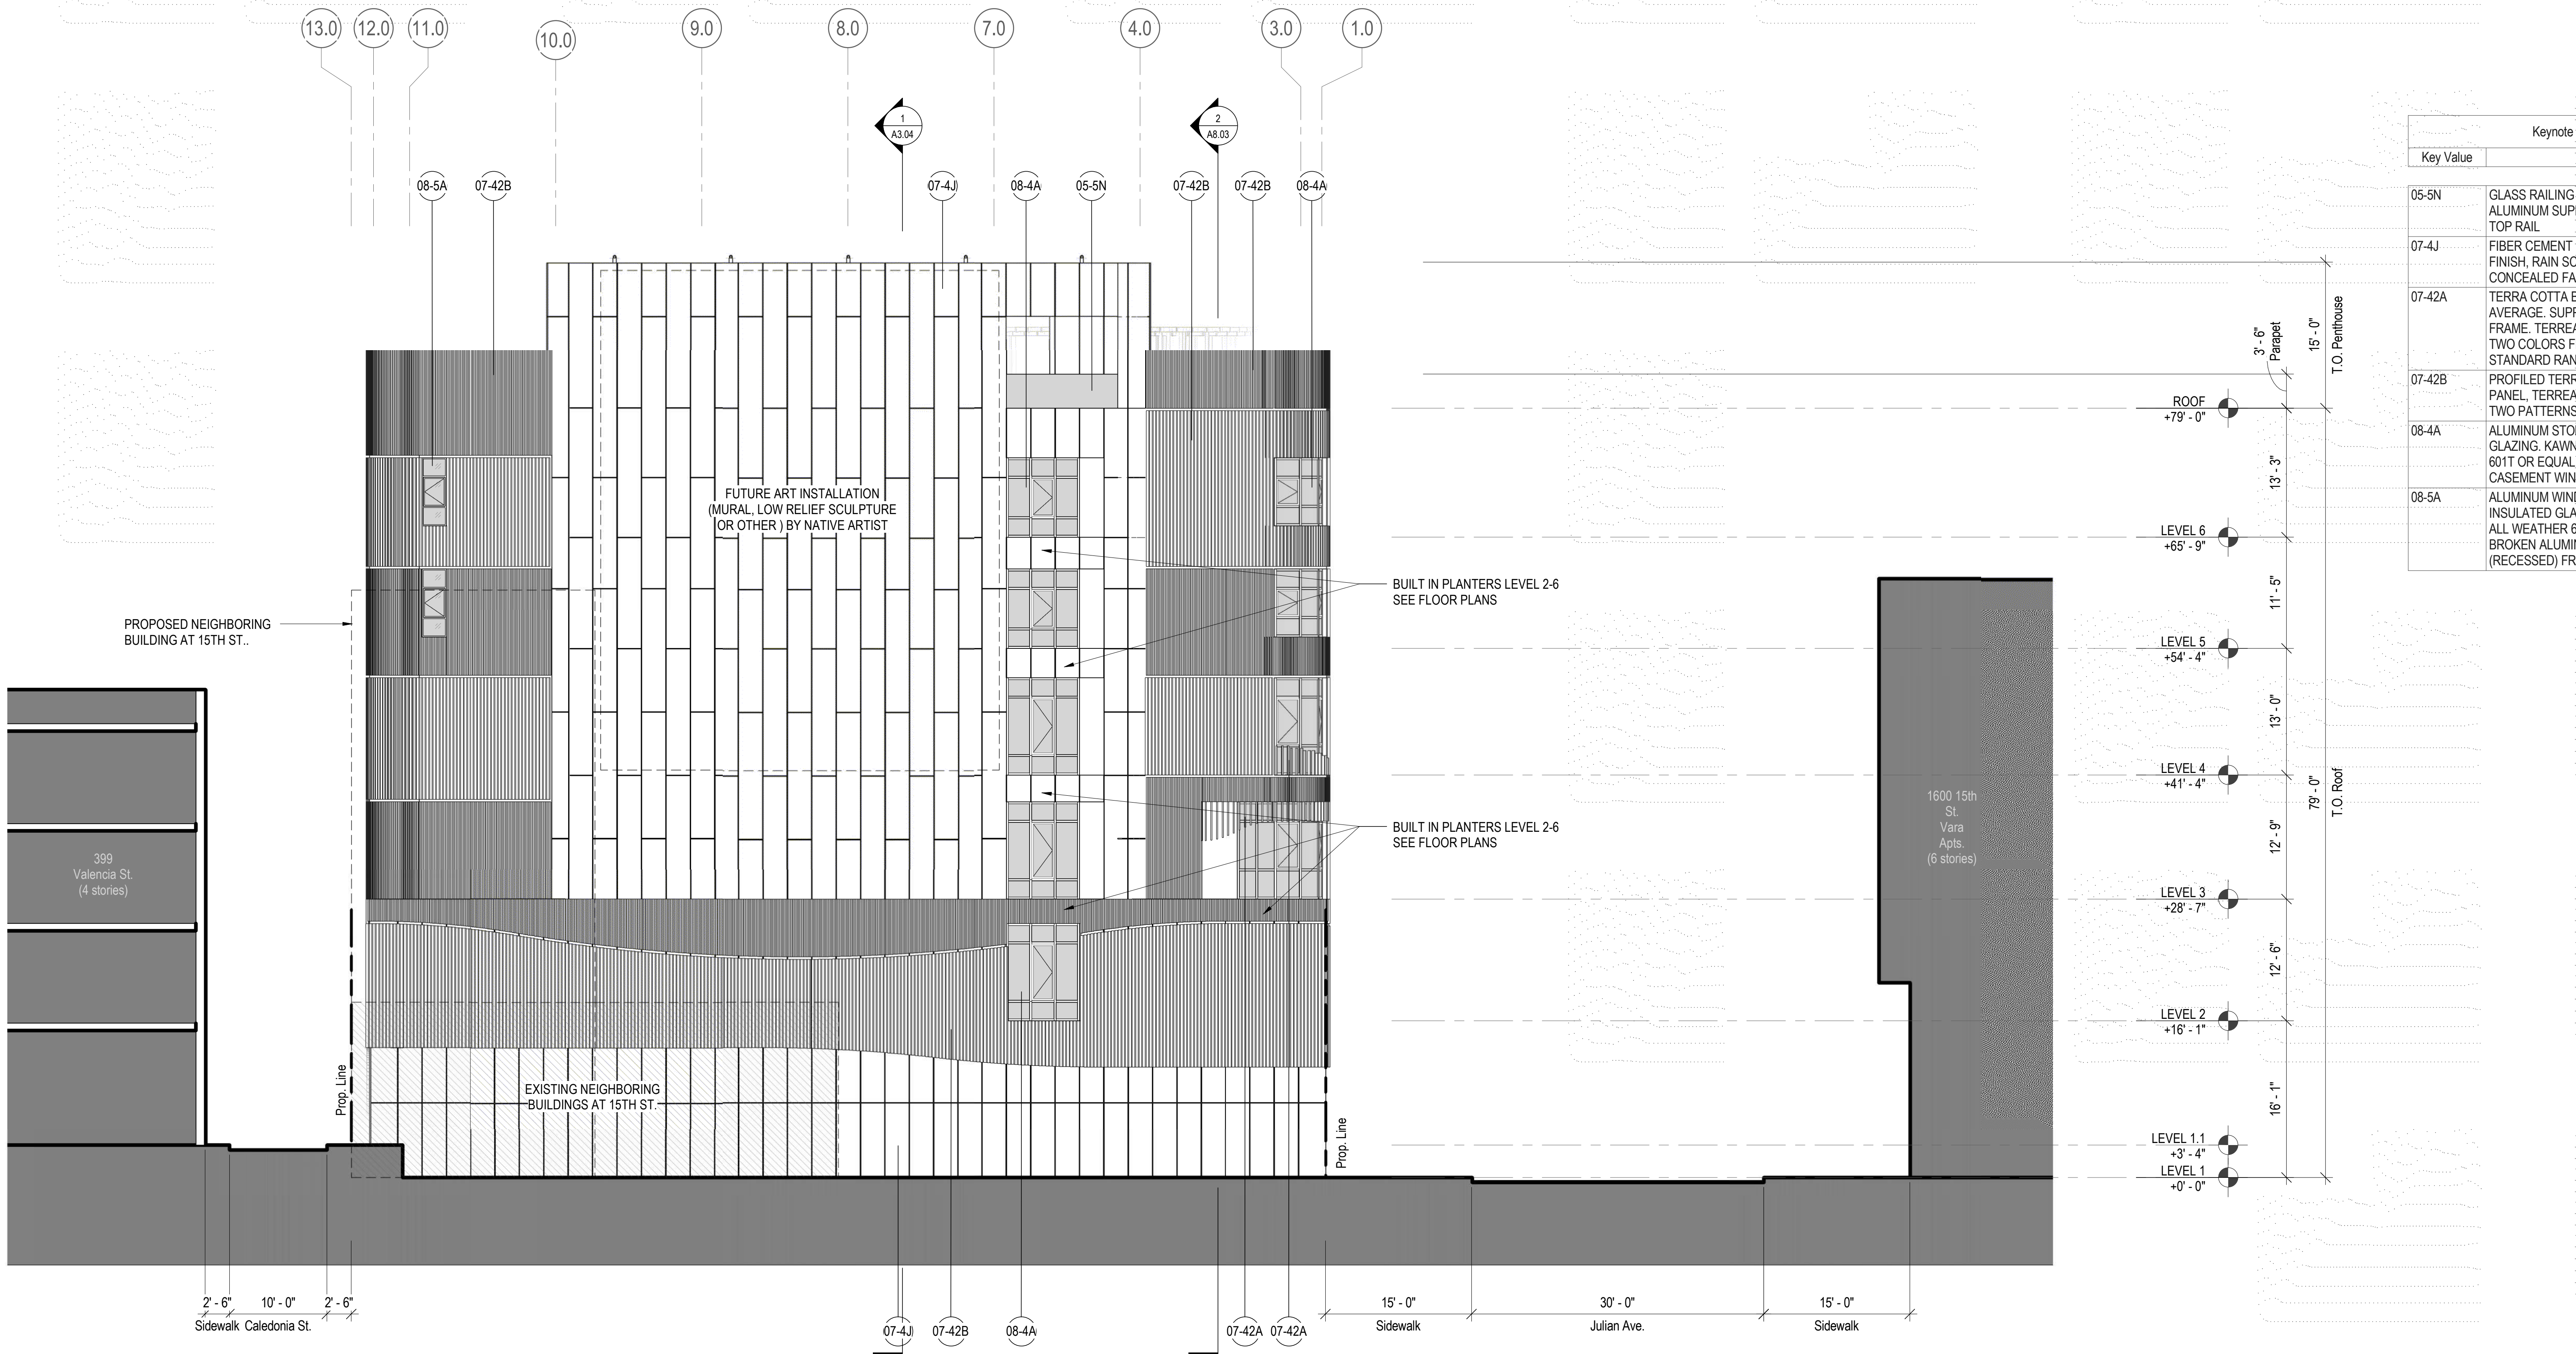 13.0 12.0 11.0 10.0 9.0 8.0 7.0 4.0 3.0 1.0
1
A3.04
2
A8.03
08-5A 07-42B 07-4J 08-4A 05-5N 07-42B 07-42B 08-4A
Keynote
Key Value
05-5N
GLASS RAILING
ALUMINUM SUP
TOP RAIL
07-4J
FIBER CEMENT
FINISH, RAIN SC
CONCEALED FA
07-42A
TERRA COTTA B
AVERAGE. SUPP
FRAME. TERREA
TWO COLORS F
STANDARD RAN
07-42B
PROFILED TERR
PANEL, TERREA
TWO PATTERNS
08-4A
ALUMINUM STO
GLAZING. KAWN
601T OR EQUAL
CASEMENT WIN
08-5A
ALUMINUM WIN
INSULATED GLA
ALL WEATHER 6
BROKEN ALUMI
(RECESSED) FR
FUTURE ART INSTALLATION
(MURAL, LOW RELIEF SCULPTURE
OR OTHER ) BY NATIVE ARTIST
PROPOSED NEIGHBORING
BUILDING AT 15TH ST..
BUILT IN PLANTERS LEVEL 2-6
SEE FLOOR PLANS
BUILT IN PLANTERS LEVEL 2-6
SEE FLOOR PLANS
399
Valencia St.
(4 stories)
1600 15th
St.
Vara
Apts.
(6 stories)
EXISTING NEIGHBORING
BUILDINGS AT 15TH ST.
Prop. Line
Prop. Line
ROOF
+79' - 0"
LEVEL 6
+65' - 9"
LEVEL 5
+54' - 4"
LEVEL 4
+41' - 4"
LEVEL 3
+28' - 7"
LEVEL 2
+16' - 1"
LEVEL 1.1
+3' - 4"
LEVEL 1
+0' - 0"
3' - 6"
Parapet
15' - 0"
T.O. Penthouse
13' - 3"
11' - 5"
13' - 0"
12' - 9"
12' - 6"
16' - 1"
79' - 0"
T.O. Roof
2' - 6" 10' - 0" 2' - 6"
Sidewalk Caledonia St.
07-4J 07-42B 08-4A 07-42A 07-42A
15' - 0" 30' - 0" 15' - 0"
Sidewalk Julian Ave. Sidewalk